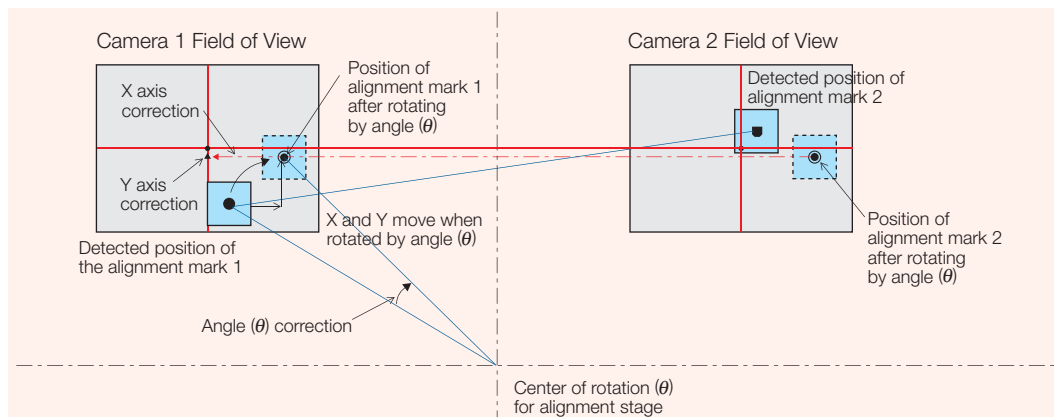 Camera 1 Field of View
Camera 2 Field of View
X axis
correction
Position of
alignment mark 1
after rotating
by angle (θ)
Detected position of
alignment mark 2
Y axis
correction
X and Y move when
rotated by angle (θ)
Detected position of
the alignment mark 1
Position of
alignment mark 2
after rotating
by angle (θ)
Angle (θ) correction
Center of rotation (θ)
for alignment stage